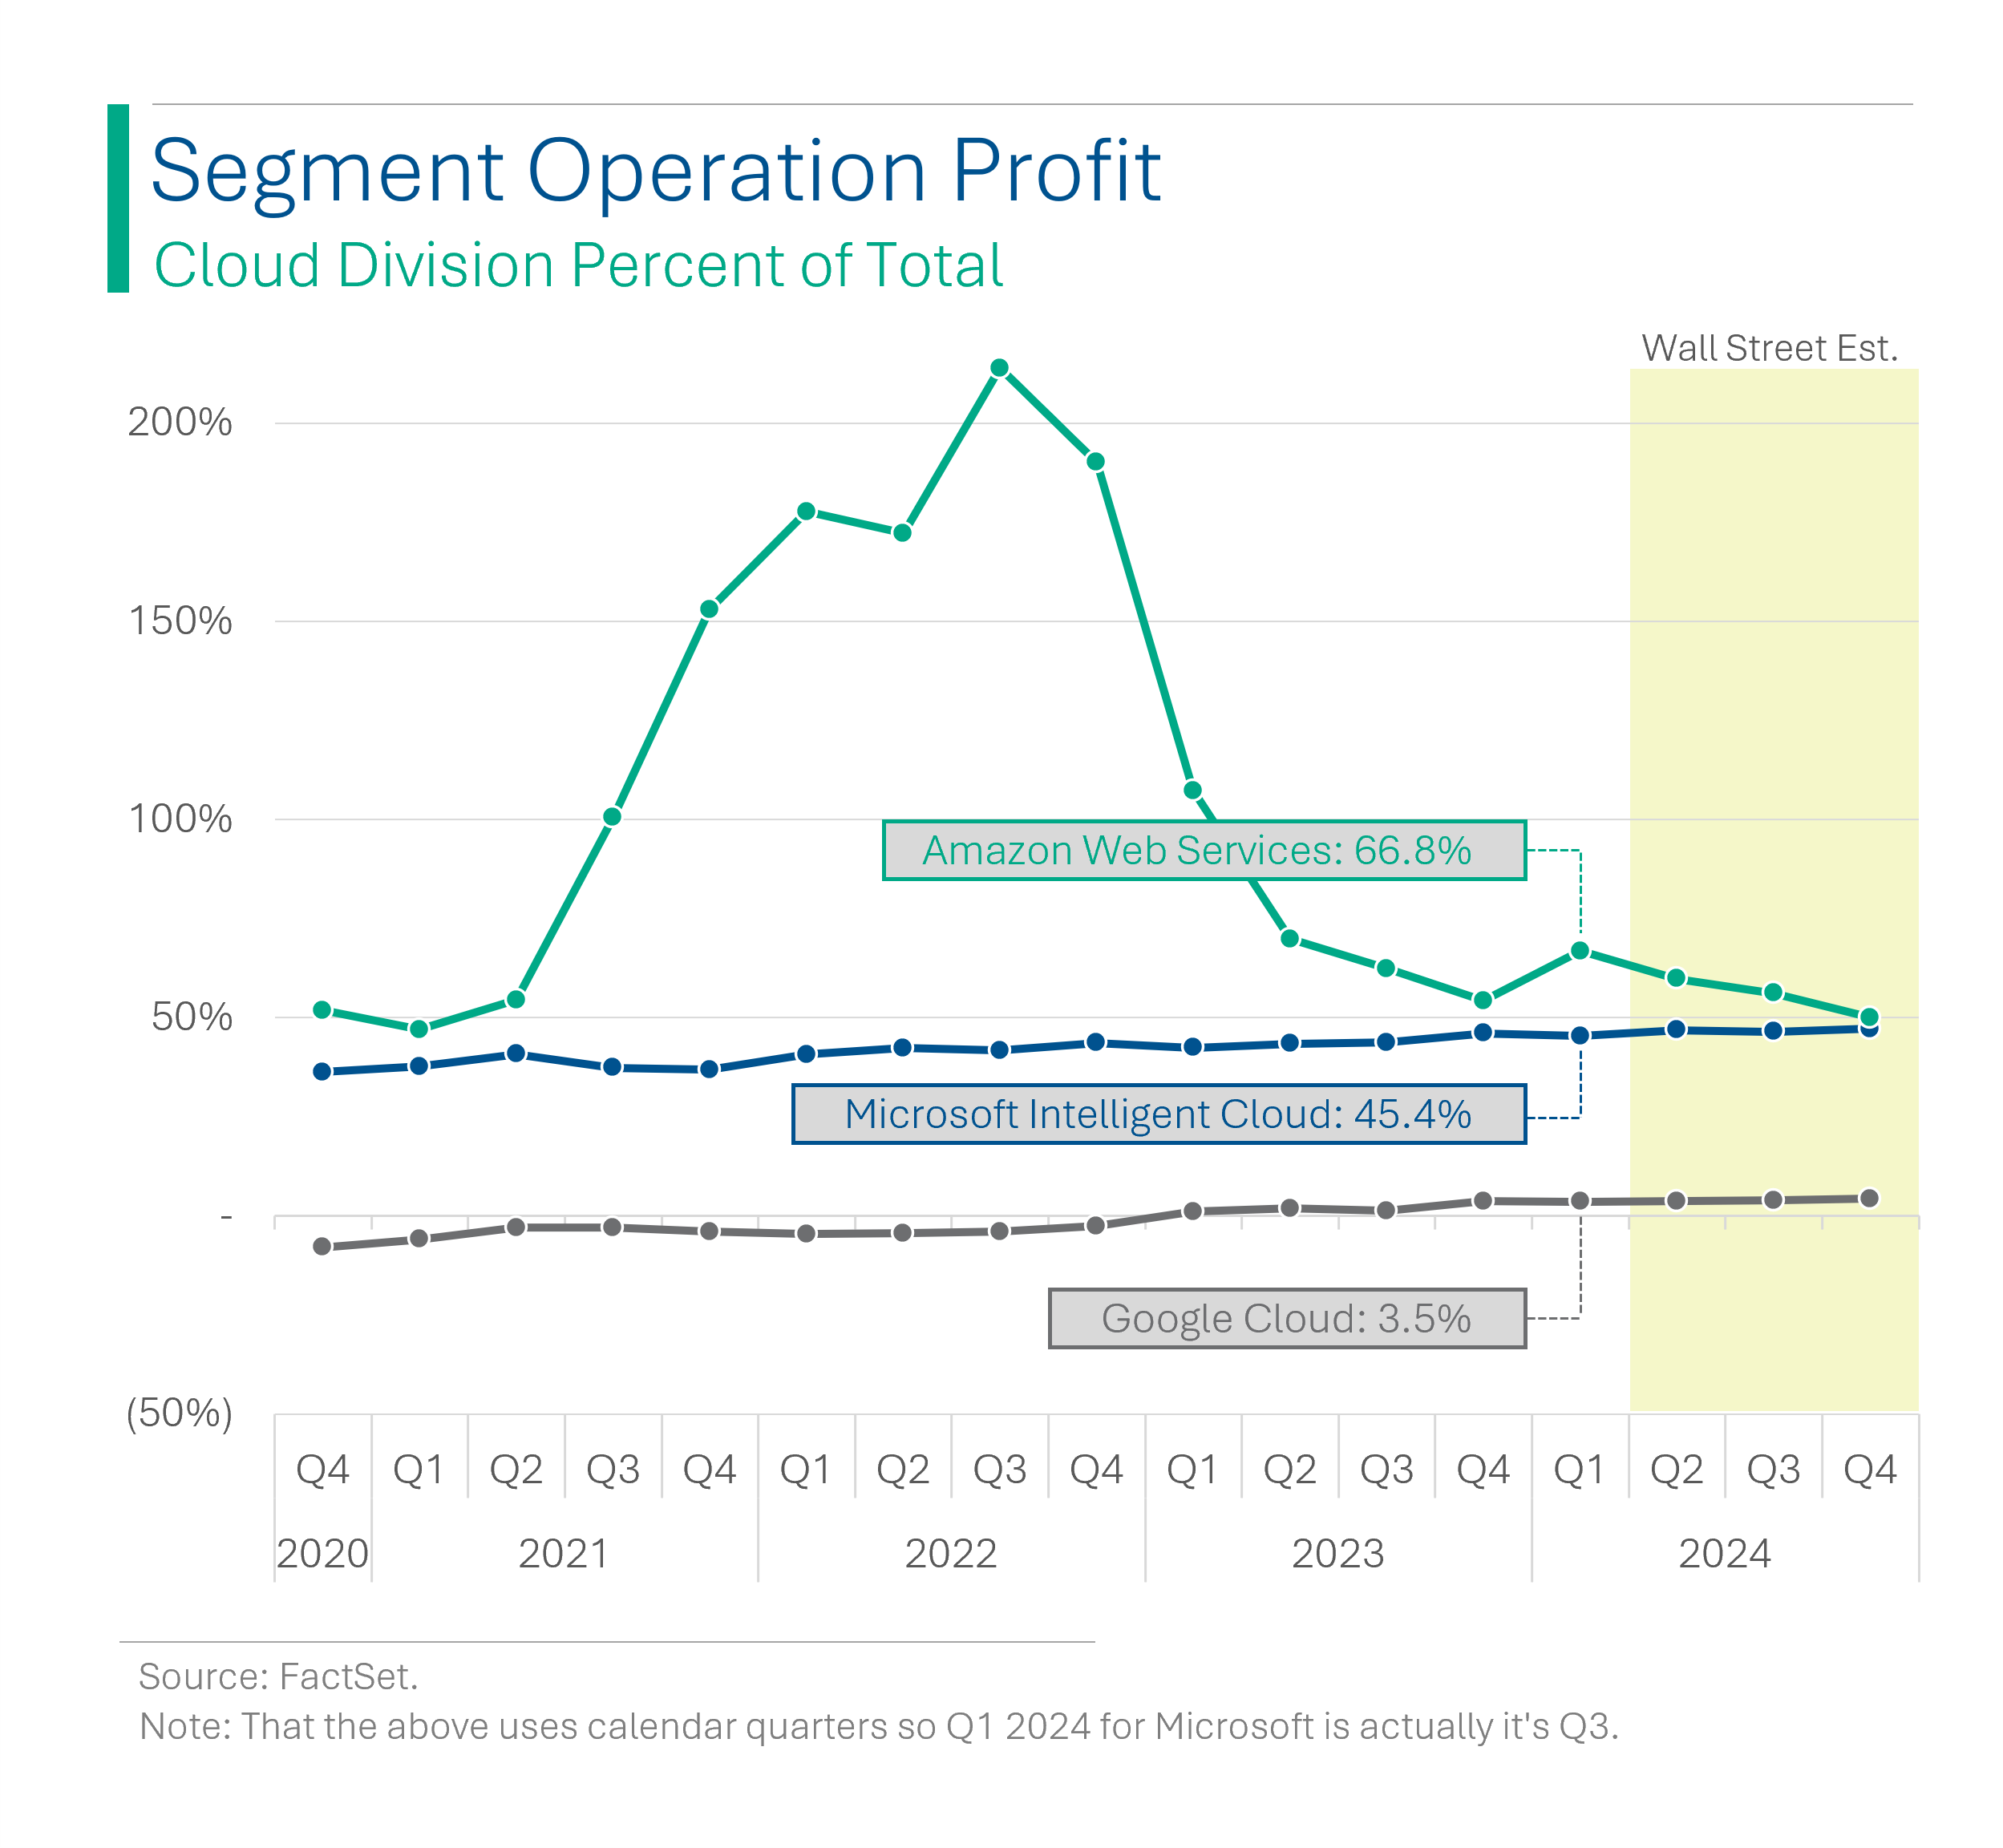 Segment Operation Profit
Cloud Division Percent of Total
Wall Street Est.
200%
150%
100%
Amazon Web Services: 66.8%
50%
Microsoft Intelligent Cloud: 45.4%
-
Google Cloud: 3.5%
(50%)
Q4 Q1 Q2 Q3 Q4 Q1 Q2 Q3 Q4 Q1 Q2 Q3 Q4 Q1 Q2 Q3 Q4
2020 2021 2022 2023 2024
Source: FactSet.
Note: That the above uses calendar quarters so Q1 2024 for Microsoft is actually it's Q3.